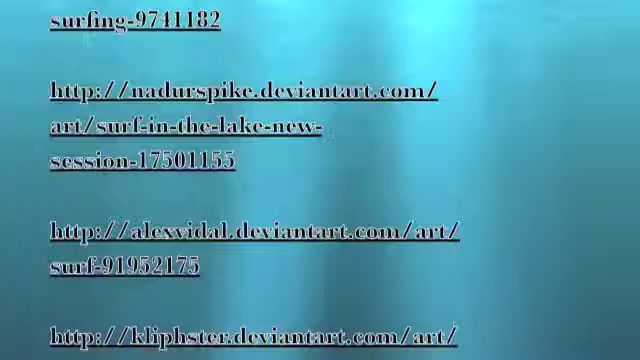 surfing-9741182
http://nadurspike.deviantart.com/
art/surf-in-the-lake-new-
session-17501155
http://alexvidal.deviantart.com/art/
surf-91952175
http://kliphster.deviantart.com/art/